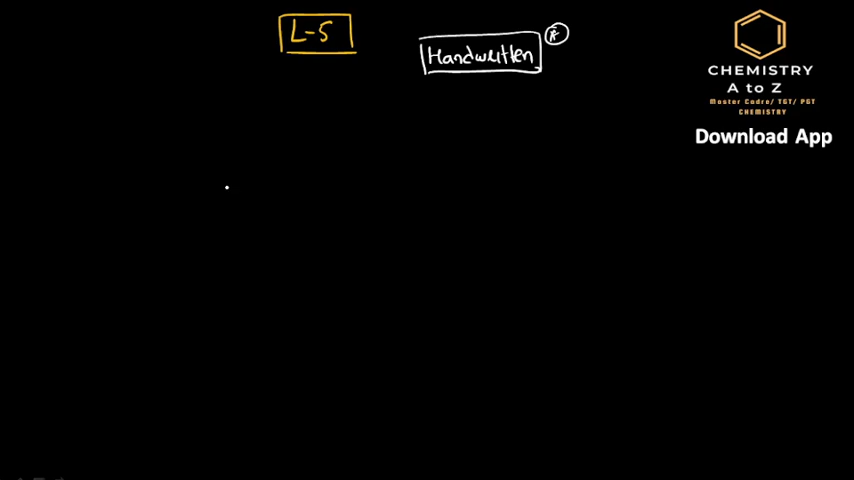 L-5
Handwritten
CHEMISTRY
A to Z
Master Cadre/ TGT/ PGT
CHEMISTRY
Download App